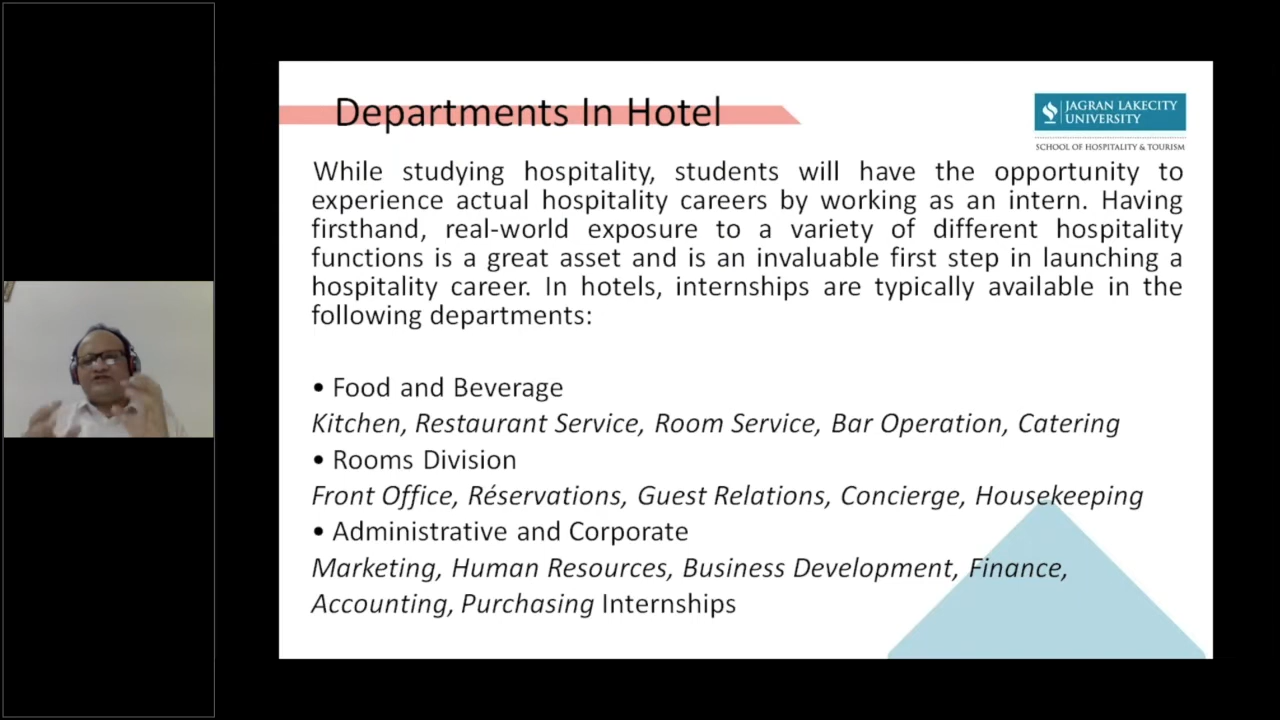 Departments In Hotel
JAGRAN LAKECITY
UNIVERSITY
SCHOOL OF HOSPITALITY & TOURISM
While studying hospitality, students will have the opportunity to
experience actual hospitality careers by working as an intern. Having
firsthand, real-world exposure to a variety of different hospitality
functions is a great asset and is an invaluable first step in launching a
hospitality career. In hotels, internships are typically available in the
following departments:
• Food and Beverage
Kitchen, Restaurant Service, Room Service, Bar Operation, Catering
• Rooms Division
Front Office, Réservations, Guest Relations, Concierge, Housekeeping
• Administrative and Corporate
Marketing, Human Resources, Business Development, Finance,
Accounting, Purchasing Internships